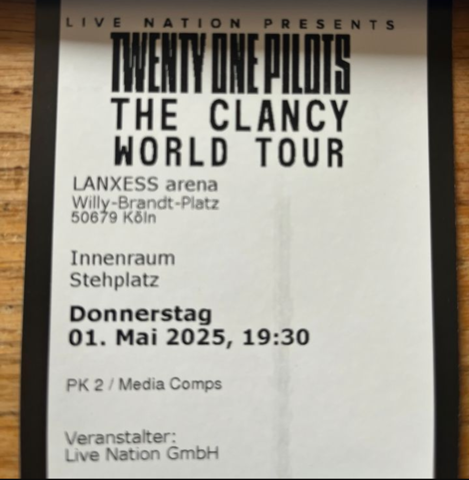 LIVE NATION PRESENTS
TWENTY ONE PILOTS
THE CLANCY
WORLD TOUR
LANXESS arena
Willy-Brandt-Platz
50679 Köln
Innenraum
Stehplatz
Donnerstag
01. Mai 2025, 19:30
PK 2 / Media Comps
Veranstalter:
Live Nation GmbH